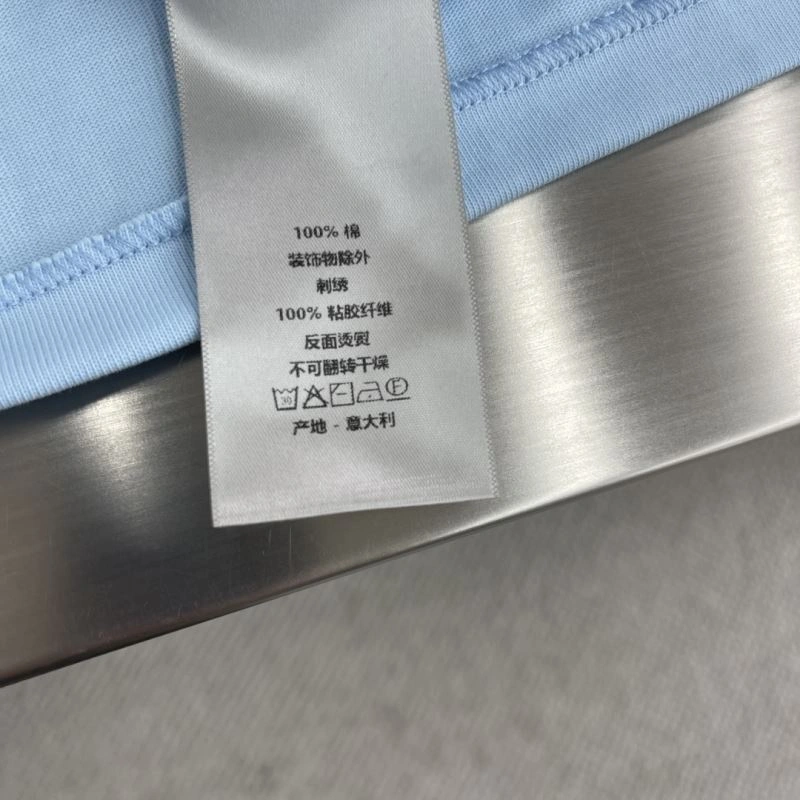 100% 棉
装饰物除外
刺绣
100% 粘胶纤维
反面烫熨
不可翻转干燥
30 F
产地 - 意大利